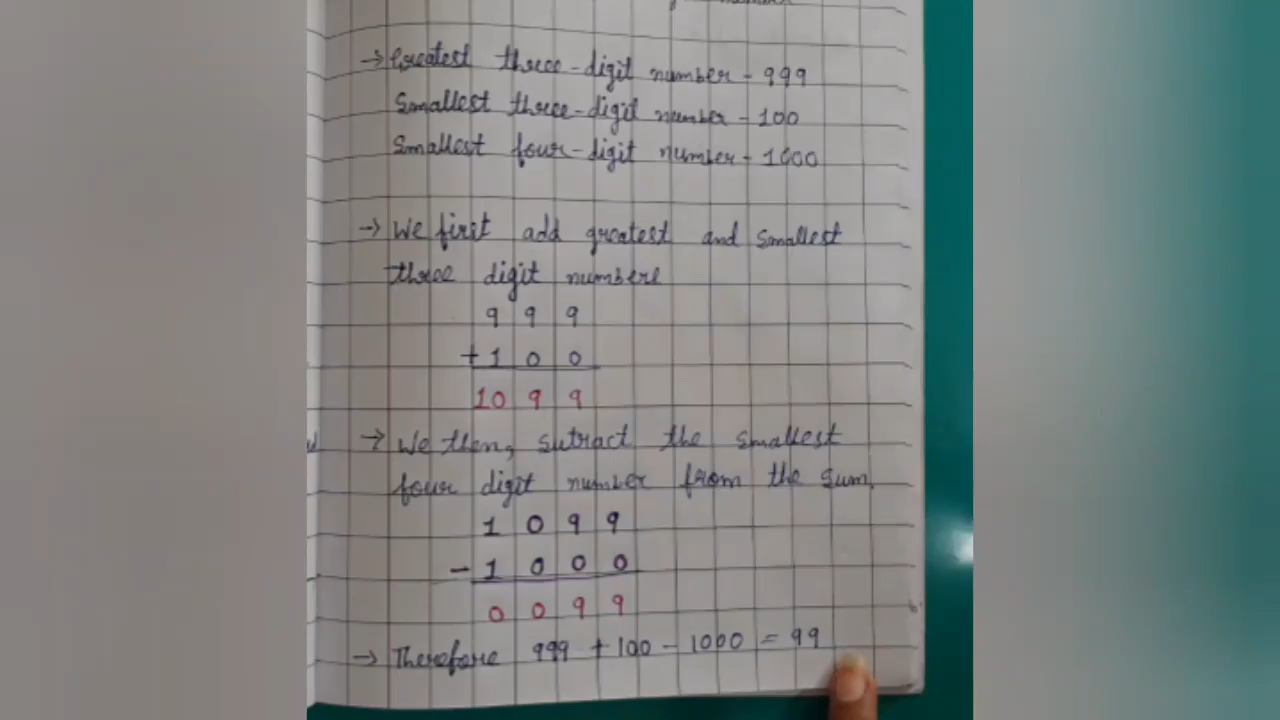 → Greatest three-digit number - 999
Smallest three-digit number - 100
Smallest four-digit number - 1000
→ We first add greatest and smallest
three digit numbers
9 9 9
+ 1 0 0
10 9 9
→ We then, sutract the smallest
four digit number from the sum.
1 0 9 9
- 1 0 0 0
0 0 9 9
→ Therefore 999 + 100 - 1000 = 99